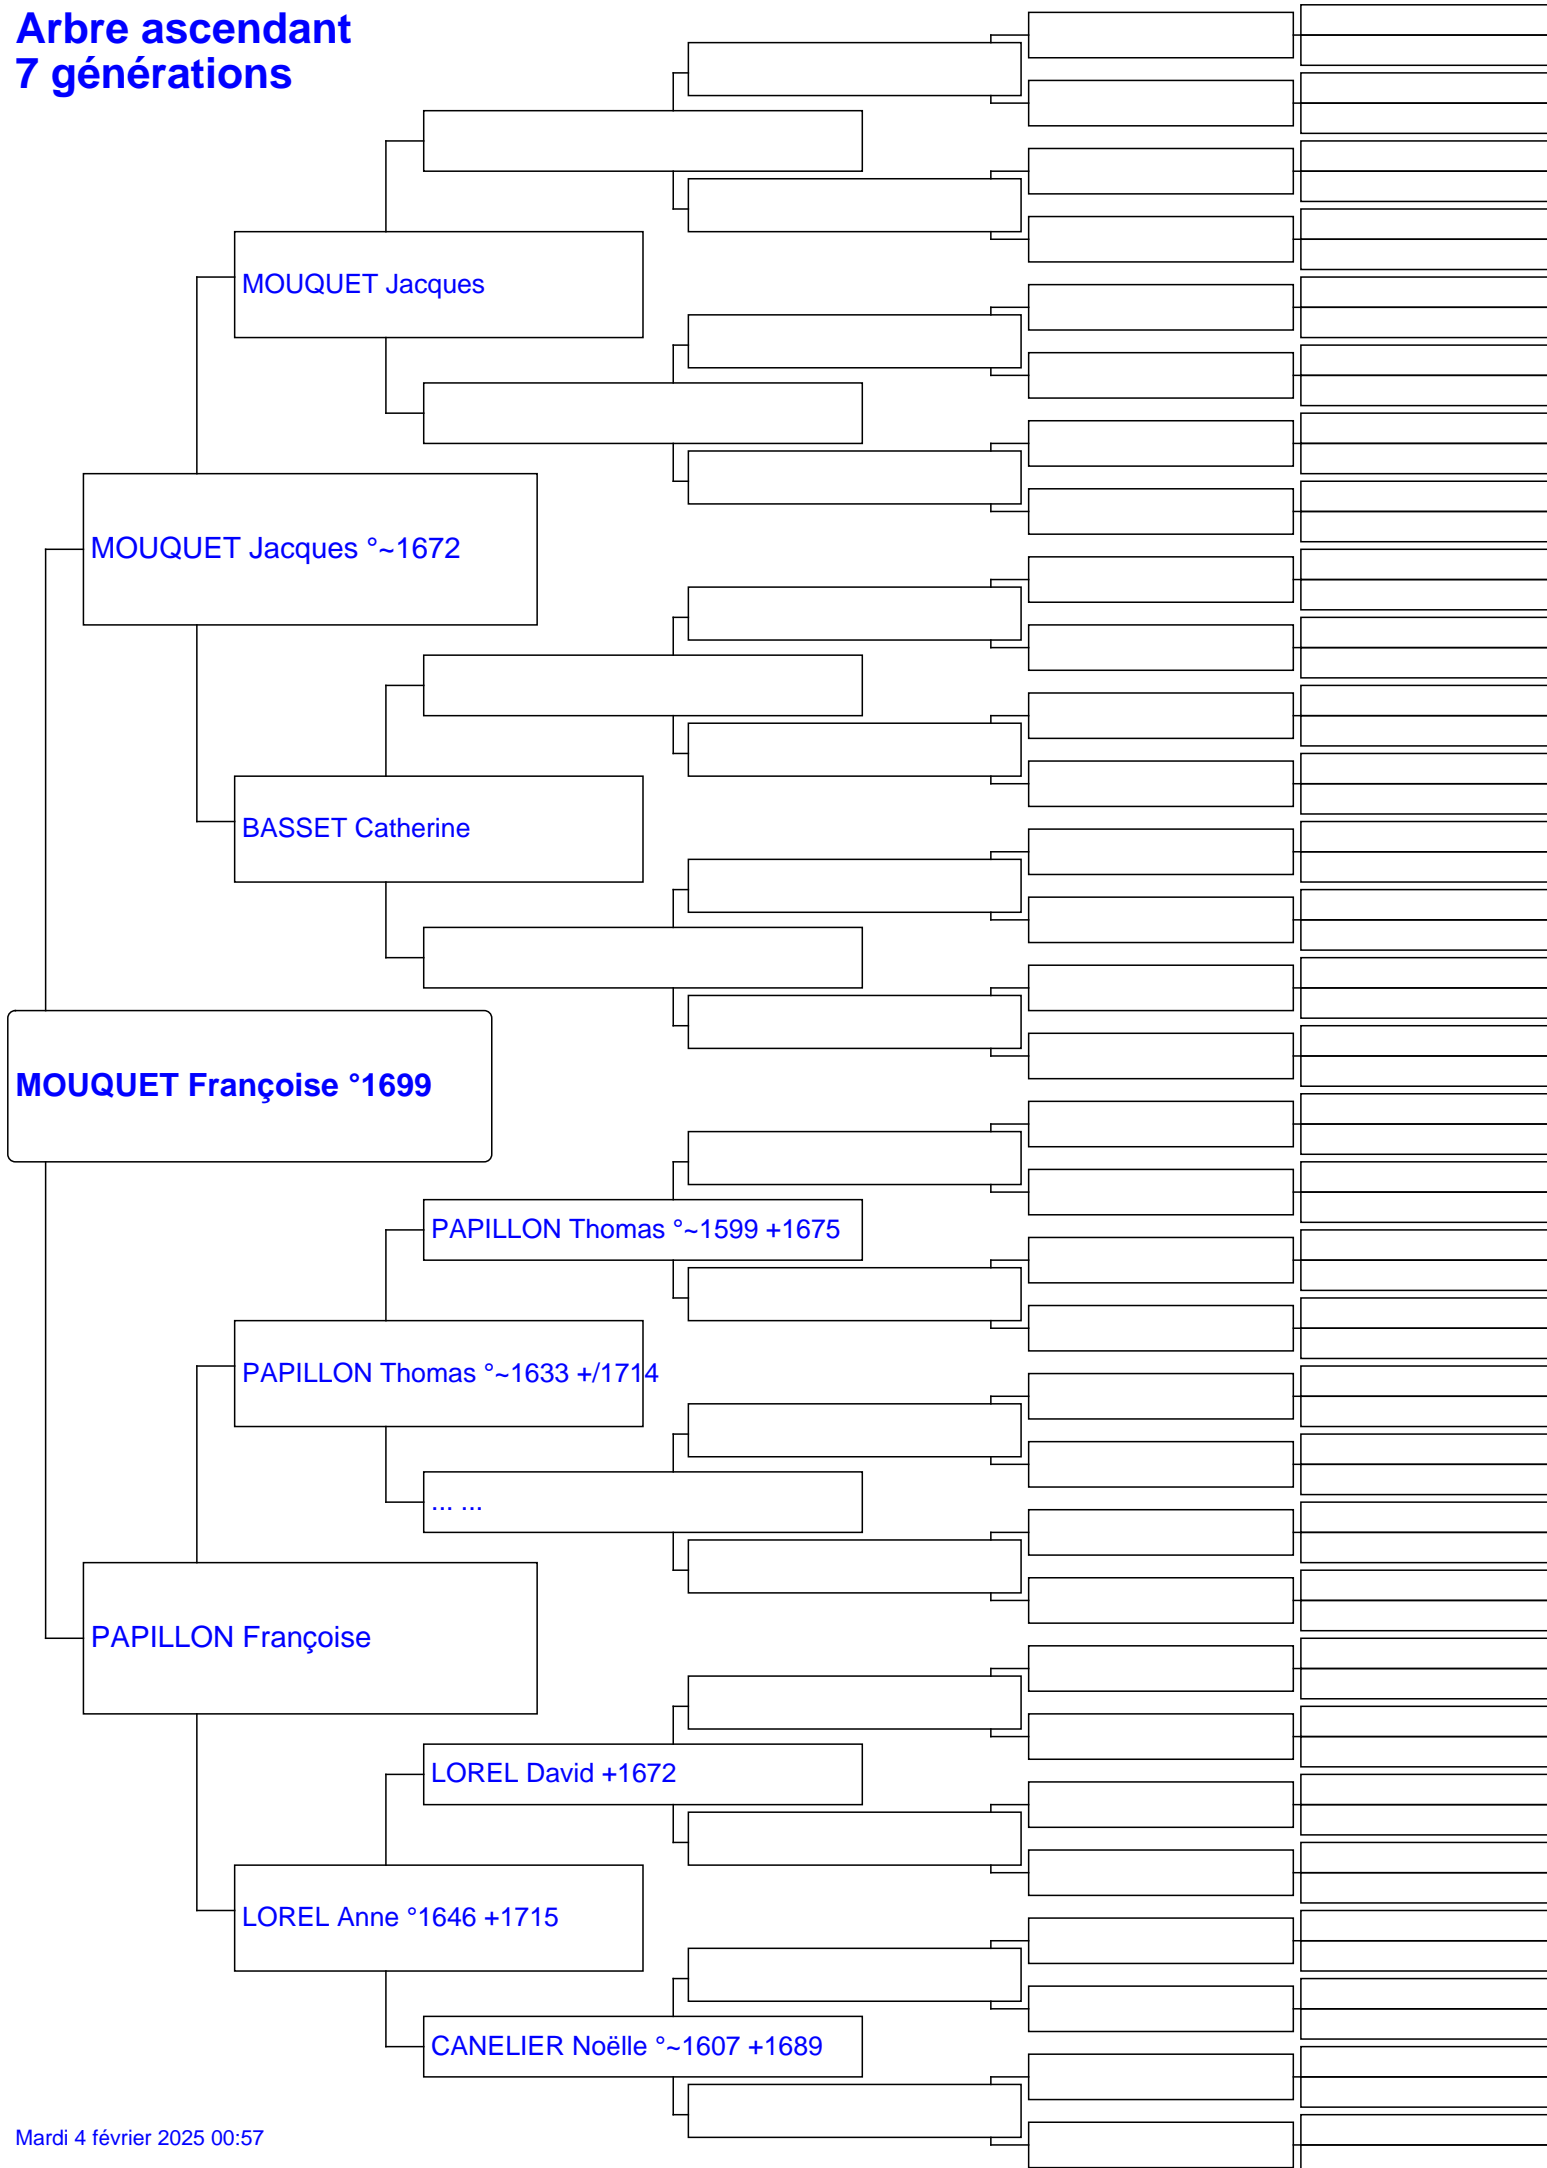 Arbre ascendant
7 générations
MOUQUET Jacques
MOUQUET Jacques °~1672
BASSET Catherine
MOUQUET Françoise °1699
PAPILLON Thomas °~1599 +1675
PAPILLON Thomas °~1633 +/1714
... ...
PAPILLON Françoise
LOREL David +1672
LOREL Anne °1646 +1715
CANELIER Noëlle °~1607 +1689
Mardi 4 février 2025 00:57